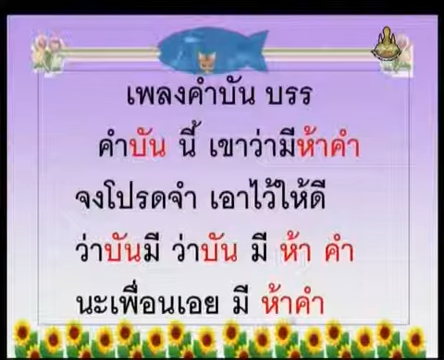 เพลงคำบัน บรร
คำบัน นี้ เขาว่ามีห้าคำ
จงโปรดจำ เอาไว้ให้ดี
ว่าบันมี ว่าบัน มี ห้า คำ
นะเพื่อนเอย มี ห้าคำ